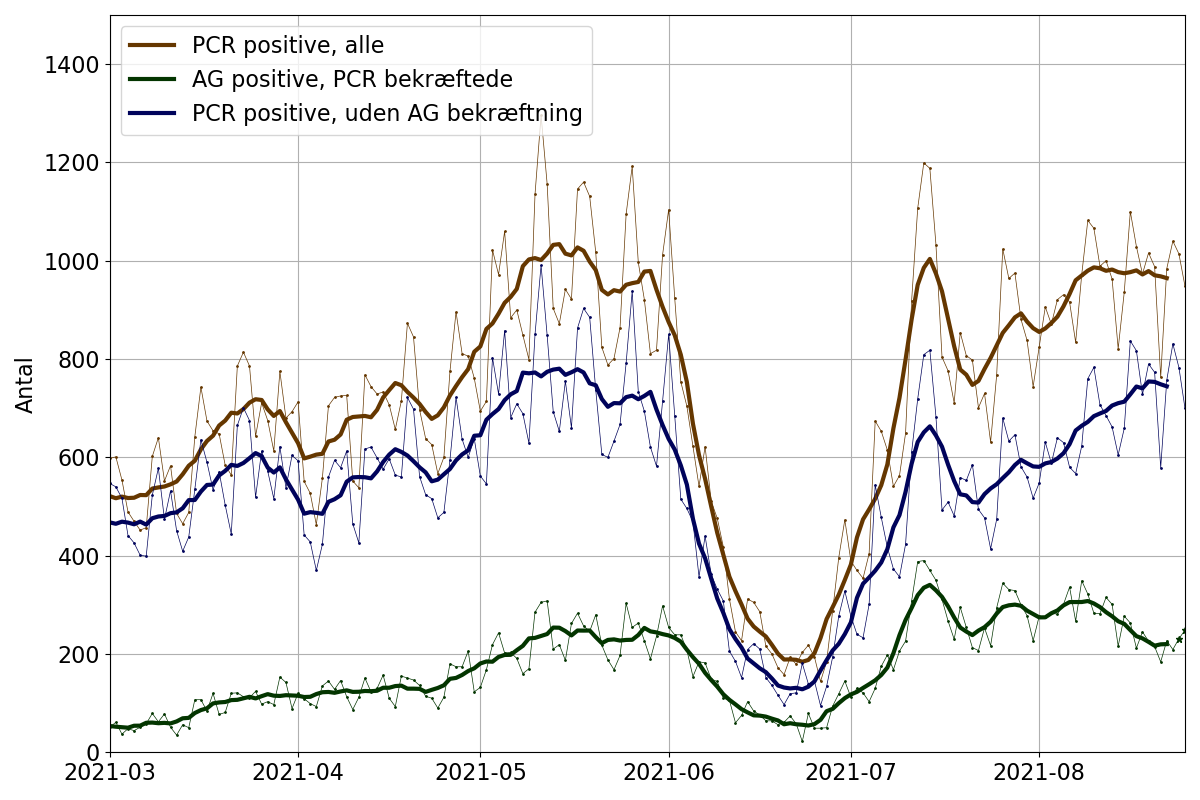 PCR positive, alle
AG positive, PCR bekræftede
PCR positive, uden AG bekræftning
Antal
1400
1200
1000
800
600
400
200
0
2021-03 2021-04 2021-05 2021-06 2021-07 2021-08